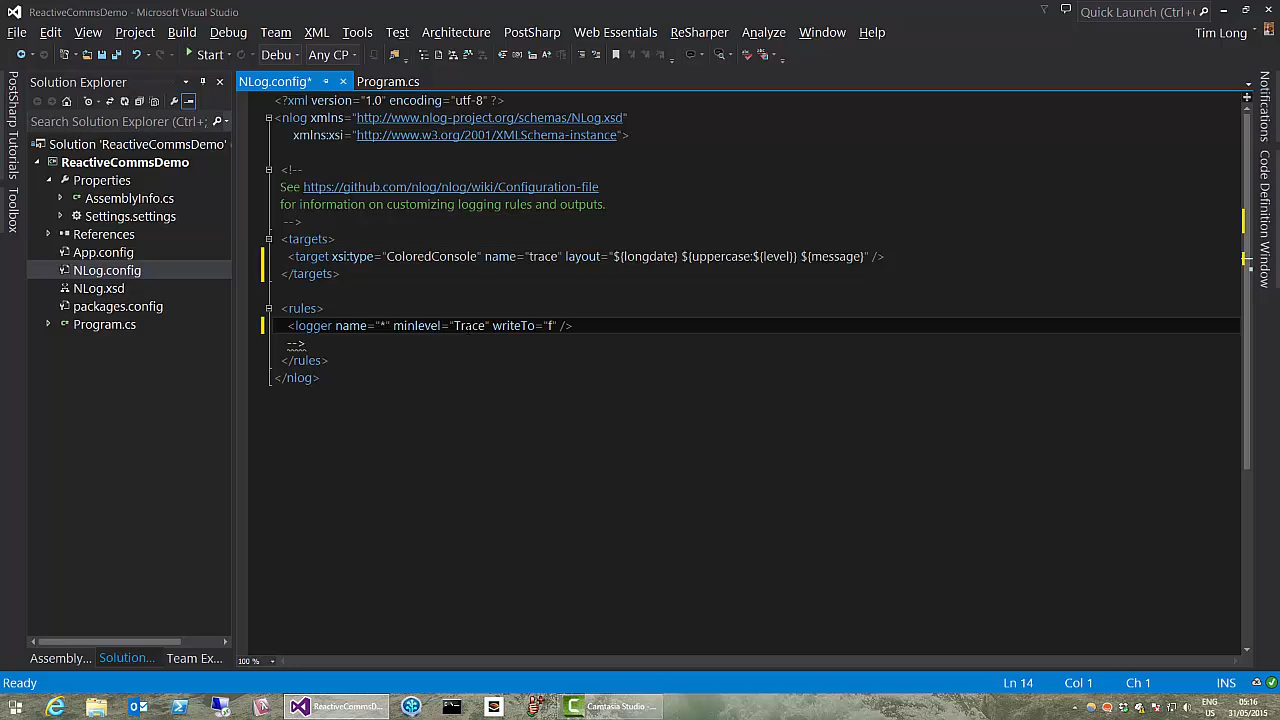 ReactiveCommsDemo - Microsoft Visual Studio
Quick Launch (Ctrl+(
File Edit View Project Build Debug Team XML Tools Test Architecture PostSharp Web Essentials ReSharper Analyze Window Help
Tim Long
Start Debu Any CP
PostSharp Tutorials
Toolbox
Solution Explorer
Search Solution Explorer (Ctrl+;
Solution 'ReactiveCommsDemo'
ReactiveCommsDemo
Properties
AssemblyInfo.cs
Settings.settings
References
App.config
NLog.config
NLog.xsd
packages.config
Program.cs
Assembly... Solution... Team Ex...
NLog.config* Program.cs
<?xml version="1.0" encoding="utf-8" ?>
<nlog xmlns="http://www.nlog-project.org/schemas/NLog.xsd"
xmlns:xsi="http://www.w3.org/2001/XMLSchema-instance">
<!--
See https://github.com/nlog/nlog/wiki/Configuration-file
for information on customizing logging rules and outputs.
-->
<targets>
<target xsi:type="ColoredConsole" name="trace" layout="${longdate} ${uppercase:${level}} ${message}" />
</targets>
<rules>
<logger name="*" minlevel="Trace" writeTo="f" />
-->
</rules>
</nlog>
100 %
Notifications
Code Definition Window
Ready
Ln 14 Col 1 Ch 1 INS
ReactiveCommsD...
Camtasia Studio - ...
ENG
US
05:16
31/05/2015